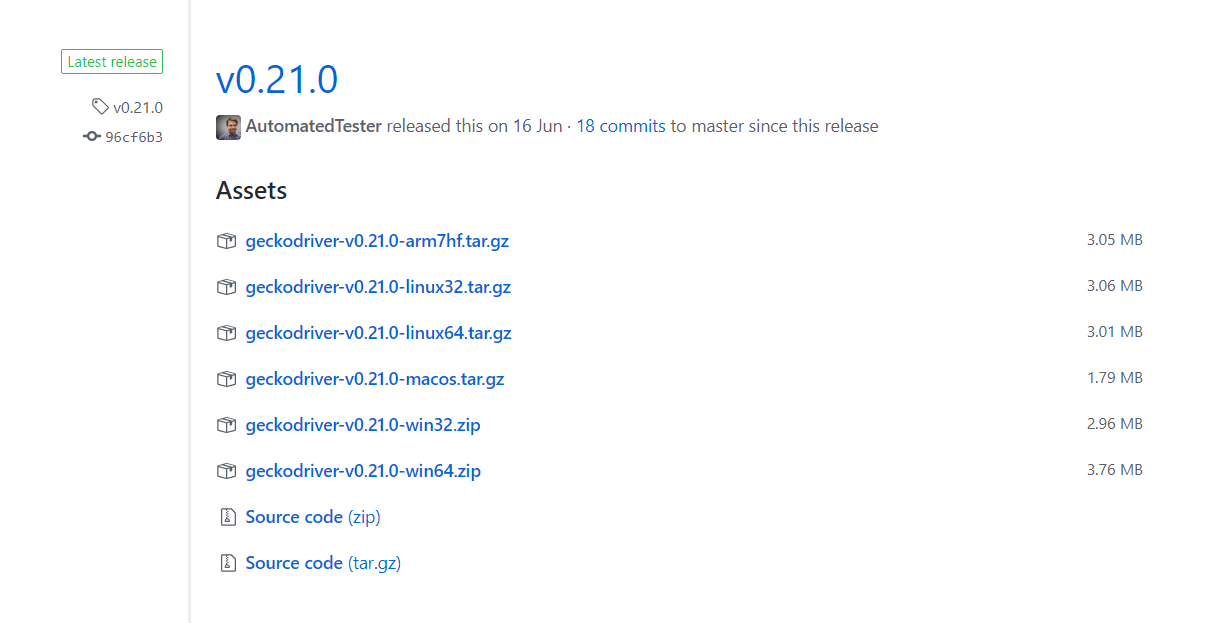 Latest release
v0.21.0
96cf6b3
v0.21.0
AutomatedTester released this on 16 Jun · 18 commits to master since this release
Assets
geckodriver-v0.21.0-arm7hf.tar.gz 3.05 MB
geckodriver-v0.21.0-linux32.tar.gz 3.06 MB
geckodriver-v0.21.0-linux64.tar.gz 3.01 MB
geckodriver-v0.21.0-macos.tar.gz 1.79 MB
geckodriver-v0.21.0-win32.zip 2.96 MB
geckodriver-v0.21.0-win64.zip 3.76 MB
Source code (zip)
Source code (tar.gz)